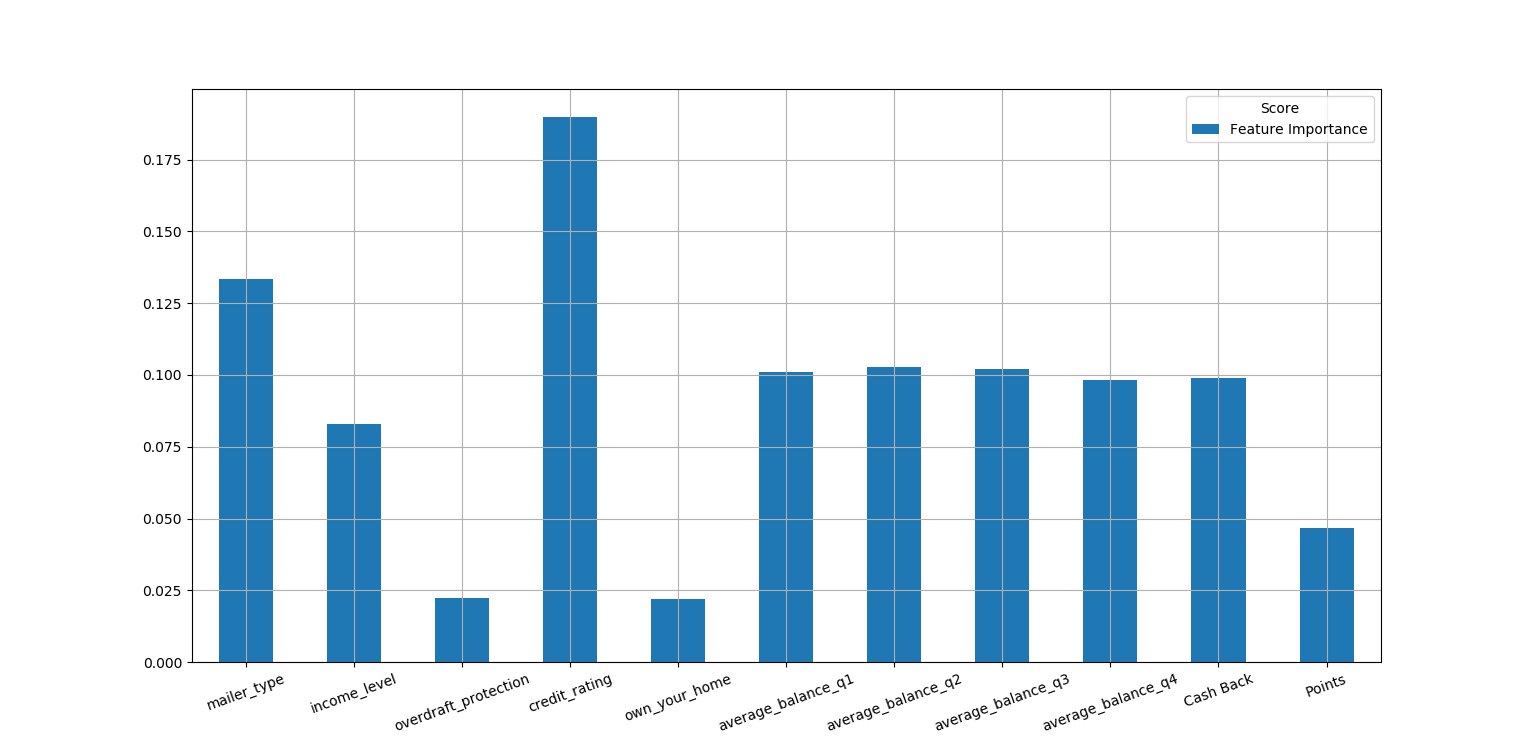 Score
Feature Importance
0.175
0.150
0.125
0.100
0.075
0.050
0.025
0.000
mailer_type
income_level
overdraft_protection
credit_rating
own_your_home
average_balance_q1
average_balance_q2
average_balance_q3
average_balance_q4
Cash Back
Points